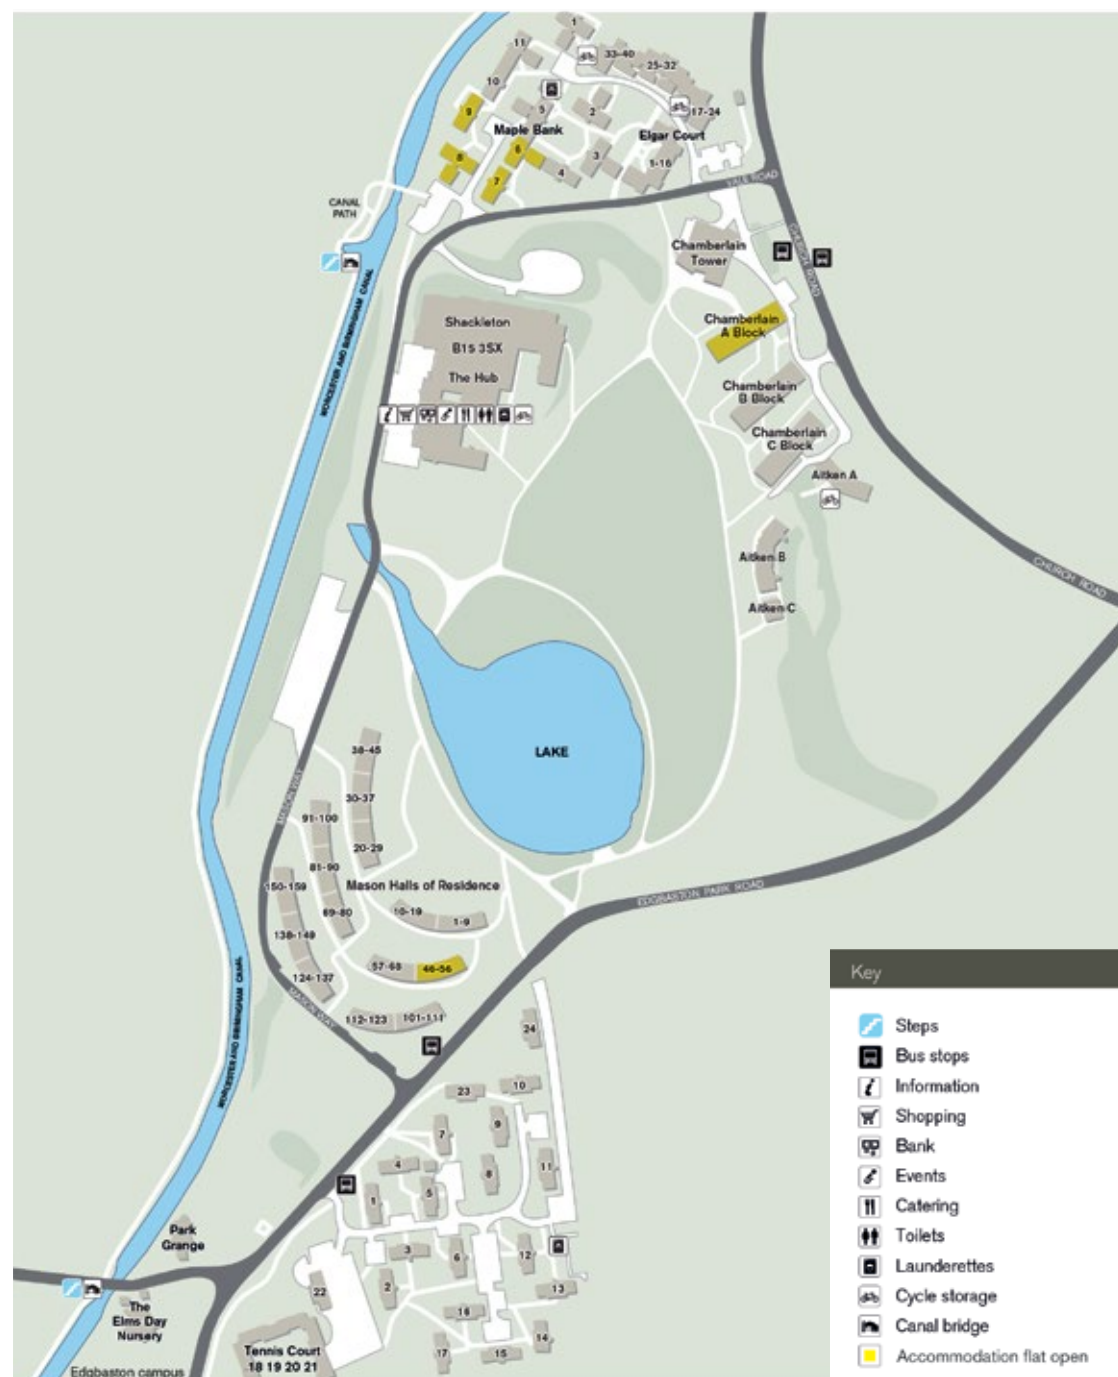 1
11
33-40
25-32
10
9
5
2
17-24
Maple Bank
Elgar Court
6
8
3
1-16
4
7
VALE ROAD
CANAL
PATH
CHURCH ROAD
Chamberlain
Tower
WORCESTER AND BIRMINGHAM CANAL
Shackleton
B15 3SX
The Hub
Chamberlain
A Block
Chamberlain
B Block
Chamberlain
C Block
Aitken A
Aitken B
Aitken C
CHURCH ROAD
LAKE
38-45
MASON WAY
30-37
91-100
20-29
81-90
150-159
Mason Halls of Residence
69-80
10-19
1-9
138-149
EDGBASTON PARK ROAD
57-68
46-56
124-137
MASON WAY
112-123
101-111
WORCESTER AND BIRMINGHAM CANAL
24
23
10
7
9
4
8
11
1
5
Park
Grange
3
6
12
22
2
13
The
Elms Day
Nursery
16
14
Tennis Court
18 19 20 21
17
15
Edgbaston campus
Key
Steps
Bus stops
Information
Shopping
Bank
Events
Catering
Toilets
Launderettes
Cycle storage
Canal bridge
Accommodation flat open